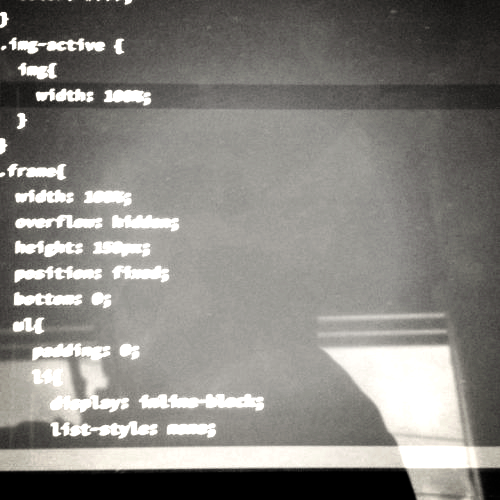 }
.img-active {
img{
width: 100%;
}
}
.frame{
width: 100%;
overflow: hidden;
height: 150px;
position: fixed;
bottom: 0;
ul{
padding: 0;
li{
display: inline-block;
list-style: none;